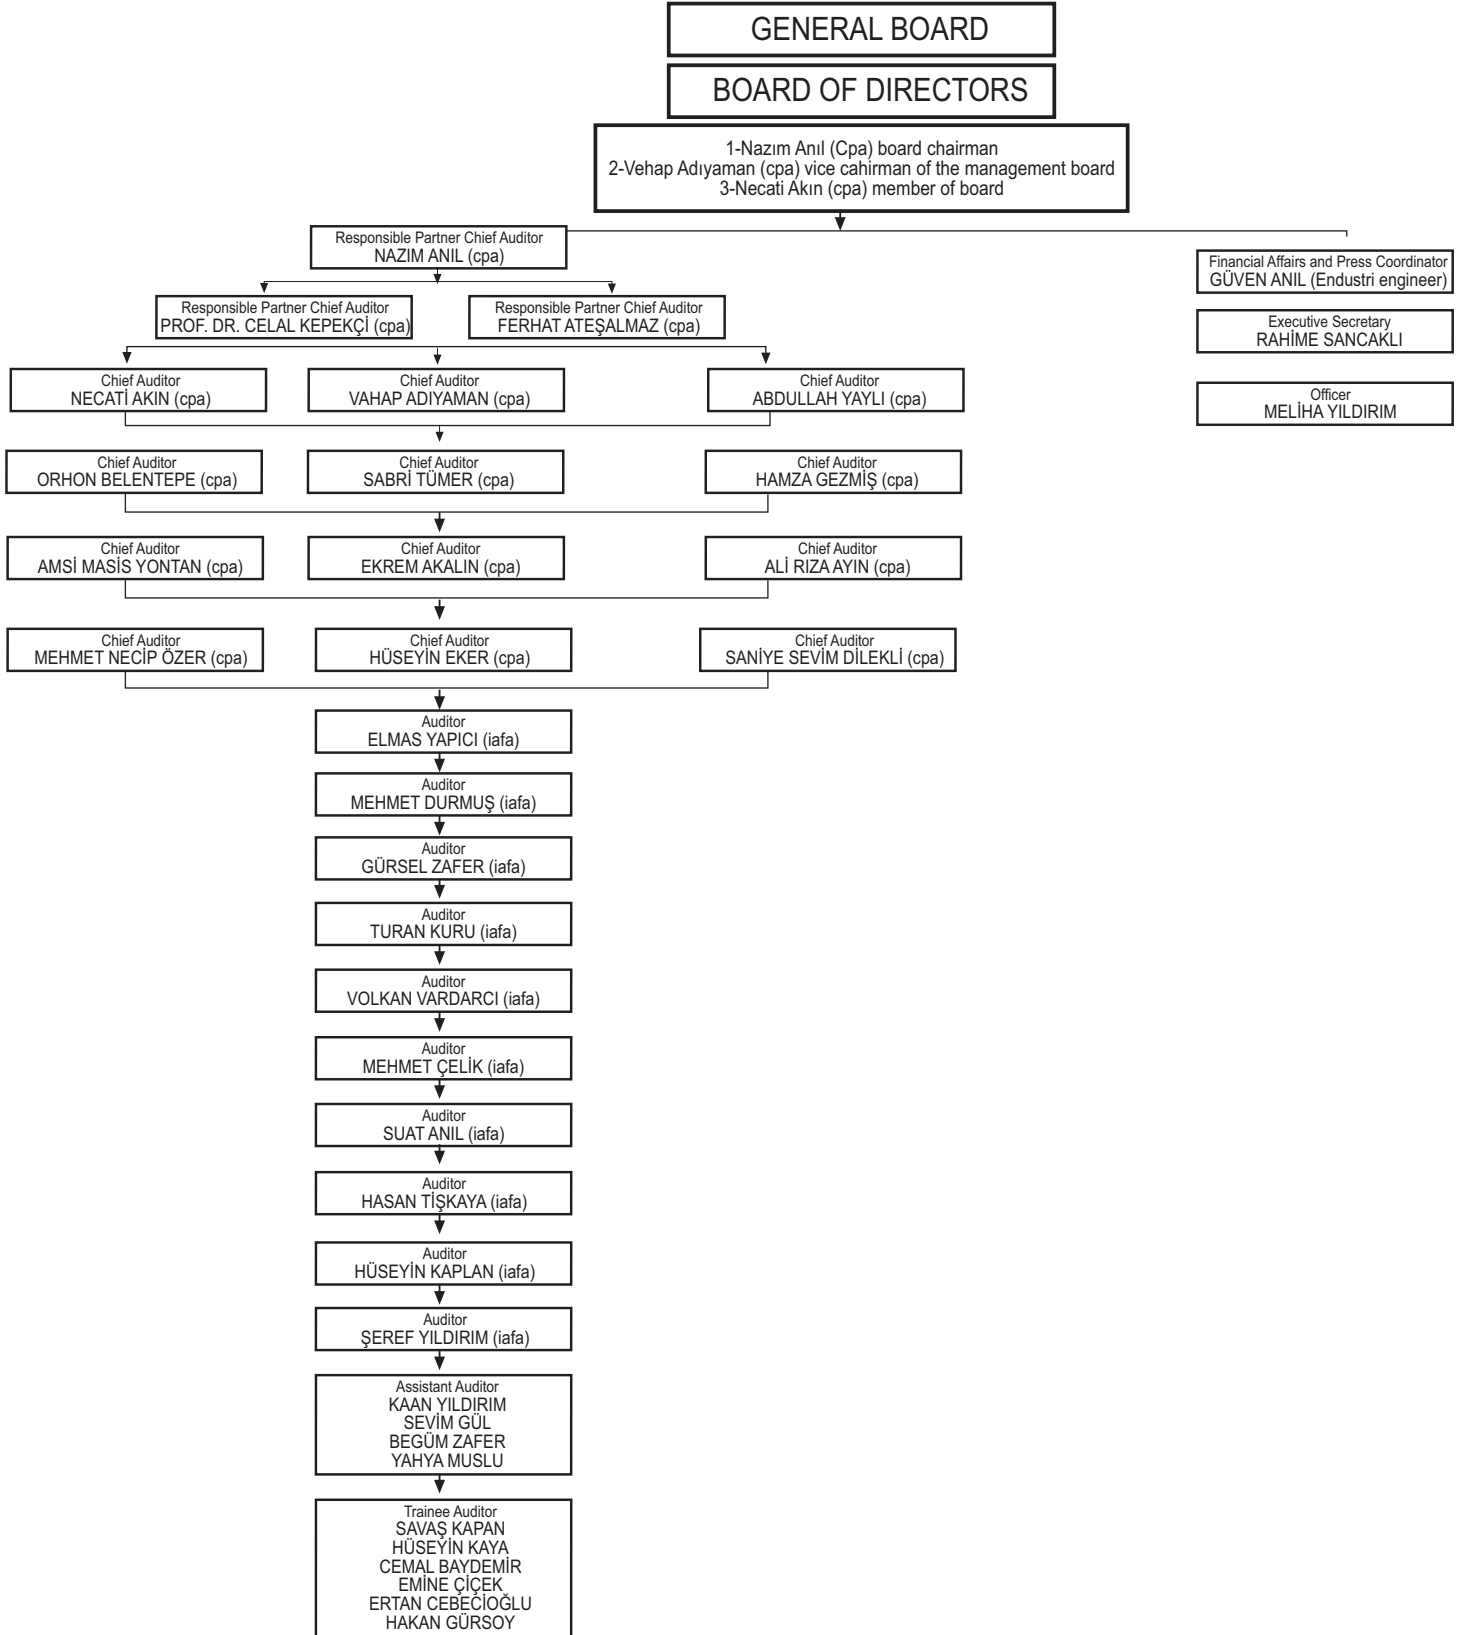 GENERAL BOARD
BOARD OF DIRECTORS
1-Nazım Anıl (Cpa) board chairman
2-Vehap Adıyaman (cpa) vice cahirman of the management board
3-Necati Akın (cpa) member of board
Responsible Partner Chief Auditor
NAZIM ANIL (cpa)
Financial Affairs and Press Coordinator
GÜVEN ANIL (Endustri engineer)
Responsible Partner Chief Auditor
PROF. DR. CELAL KEPEKÇİ (cpa)
Responsible Partner Chief Auditor
FERHAT ATEŞALMAZ (cpa)
Executive Secretary
RAHİME SANCAKLI
Chief Auditor
NECATİ AKIN (cpa)
Chief Auditor
VAHAP ADIYAMAN (cpa)
Chief Auditor
ABDULLAH YAYLI (cpa)
Officer
MELİHA YILDIRIM
Chief Auditor
ORHON BELENTEPE (cpa)
Chief Auditor
SABRİ TÜMER (cpa)
Chief Auditor
HAMZA GEZMİŞ (cpa)
Chief Auditor
AMSİ MASİS YONTAN (cpa)
Chief Auditor
EKREM AKALIN (cpa)
Chief Auditor
ALİ RIZA AYIN (cpa)
Chief Auditor
MEHMET NECİP ÖZER (cpa)
Chief Auditor
HÜSEYİN EKER (cpa)
Chief Auditor
SANİYE SEVİM DİLEKLİ (cpa)
Auditor
ELMAS YAPICI (iafa)
Auditor
MEHMET DURMUŞ (iafa)
Auditor
GÜRSEL ZAFER (iafa)
Auditor
TURAN KURU (iafa)
Auditor
VOLKAN VARDARCI (iafa)
Auditor
MEHMET ÇELİK (iafa)
Auditor
SUAT ANIL (iafa)
Auditor
HASAN TİŞKAYA (iafa)
Auditor
HÜSEYİN KAPLAN (iafa)
Auditor
ŞEREF YILDIRIM (iafa)
Assistant Auditor
KAAN YILDIRIM
SEVİM GÜL
BEGÜM ZAFER
YAHYA MUSLU
Trainee Auditor
SAVAŞ KAPAN
HÜSEYİN KAYA
CEMAL BAYDEMİR
EMİNE ÇİÇEK
ERTAN CEBECİOĞLU
HAKAN GÜRSOY